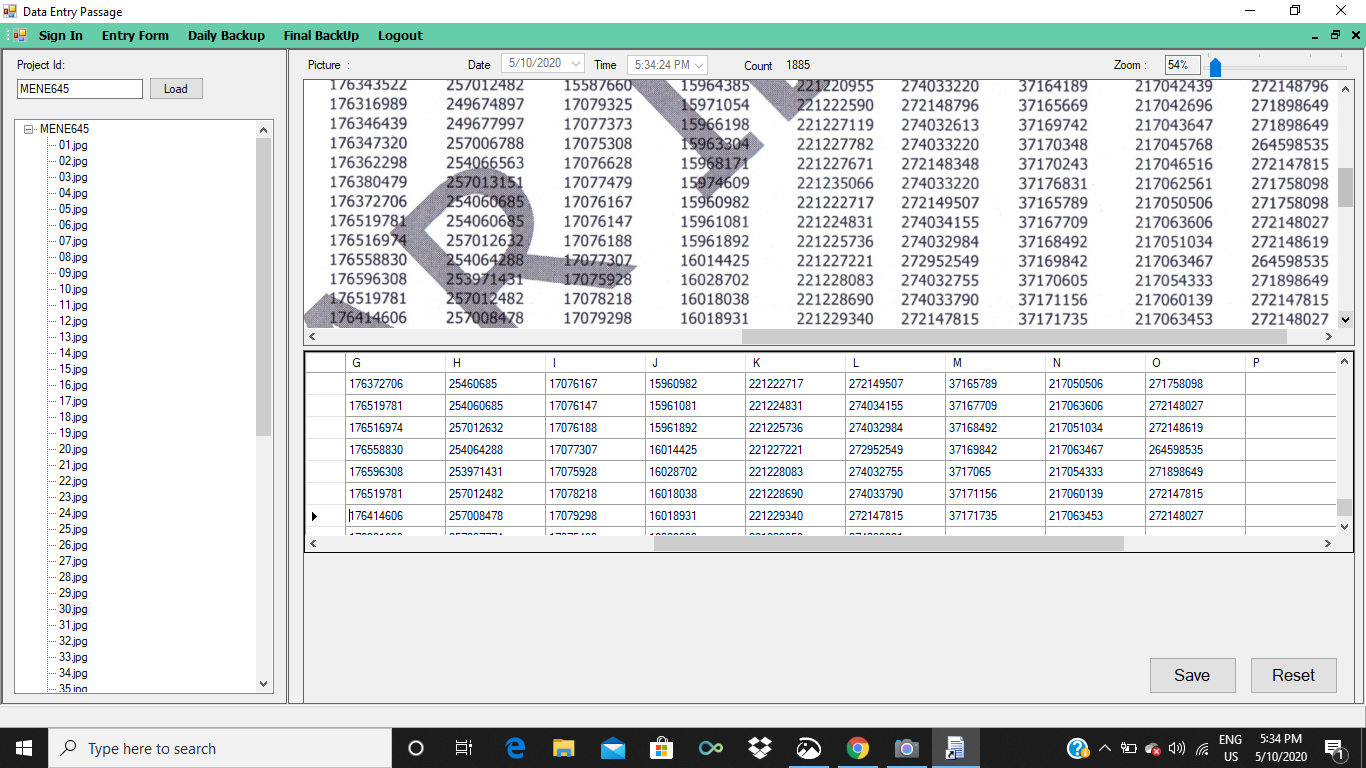 Data Entry Passage
Sign In Entry Form Daily Backup Final BackUp Logout
Project Id:
MENE645 Load
MENE645
01.jpg
02.jpg
03.jpg
04.jpg
05.jpg
06.jpg
07.jpg
08.jpg
09.jpg
10.jpg
11.jpg
12.jpg
13.jpg
14.jpg
15.jpg
16.jpg
17.jpg
18.jpg
19.jpg
20.jpg
21.jpg
22.jpg
23.jpg
24.jpg
25.jpg
26.jpg
27.jpg
28.jpg
29.jpg
30.jpg
31.jpg
32.jpg
33.jpg
34.jpg
35.jpg
Picture : Date 5/10/2020 Time 5:34:24 PM Count 1885 Zoom : 54%
176343522 257012482 15587660 15964385 221220955 274033220 37164189 217042439 272148796
176316989 249674897 17079325 15971054 221222590 272148796 37165669 217042696 271898649
176346439 249677997 17077373 15966198 221227119 274032613 37169742 217043647 271898649
176347320 257006788 17075308 15963304 221227782 274033220 37170348 217045768 264598535
176362298 254066563 17076628 15968171 221227671 272148348 37170243 217046516 272147815
176380479 257013151 17077479 15974609 221235066 274033220 37176831 217062561 271758098
176372706 254060685 17076167 15960982 221222717 272149507 37165789 217050506 271758098
176519781 254060685 17076147 15961081 221224831 274034155 37167709 217063606 272148027
176516974 257012632 17076188 15961892 221225736 274032984 37168492 217051034 272148619
176558830 254064288 17077307 16014425 221227221 272952549 37169842 217063467 264598535
176596308 253971431 17075928 16028702 221228083 274032755 37170605 217054333 271898649
176519781 257012482 17078218 16018038 221228690 274033790 37171156 217060139 272147815
176414606 257008478 17079298 16018931 221229340 272147815 37171735 217063453 272148027
G H I J K L M N O P
176372706 25460685 17076167 15960982 221222717 272149507 37165789 217050506 271758098
176519781 254060685 17076147 15961081 221224831 274034155 37167709 217063606 272148027
176516974 257012632 17076188 15961892 221225736 274032984 37168492 217051034 272148619
176558830 254064288 17077307 16014425 221227221 272952549 37169842 217063467 264598535
176596308 253971431 17075928 16028702 221228083 274032755 3717065 217054333 271898649
176519781 257012482 17078218 16018038 221228690 274033790 37171156 217060139 272147815
176414606 257008478 17079298 16018931 221229340 272147815 37171735 217063453 272148027
Save Reset
Type here to search
ENG
US
5:34 PM
5/10/2020
1